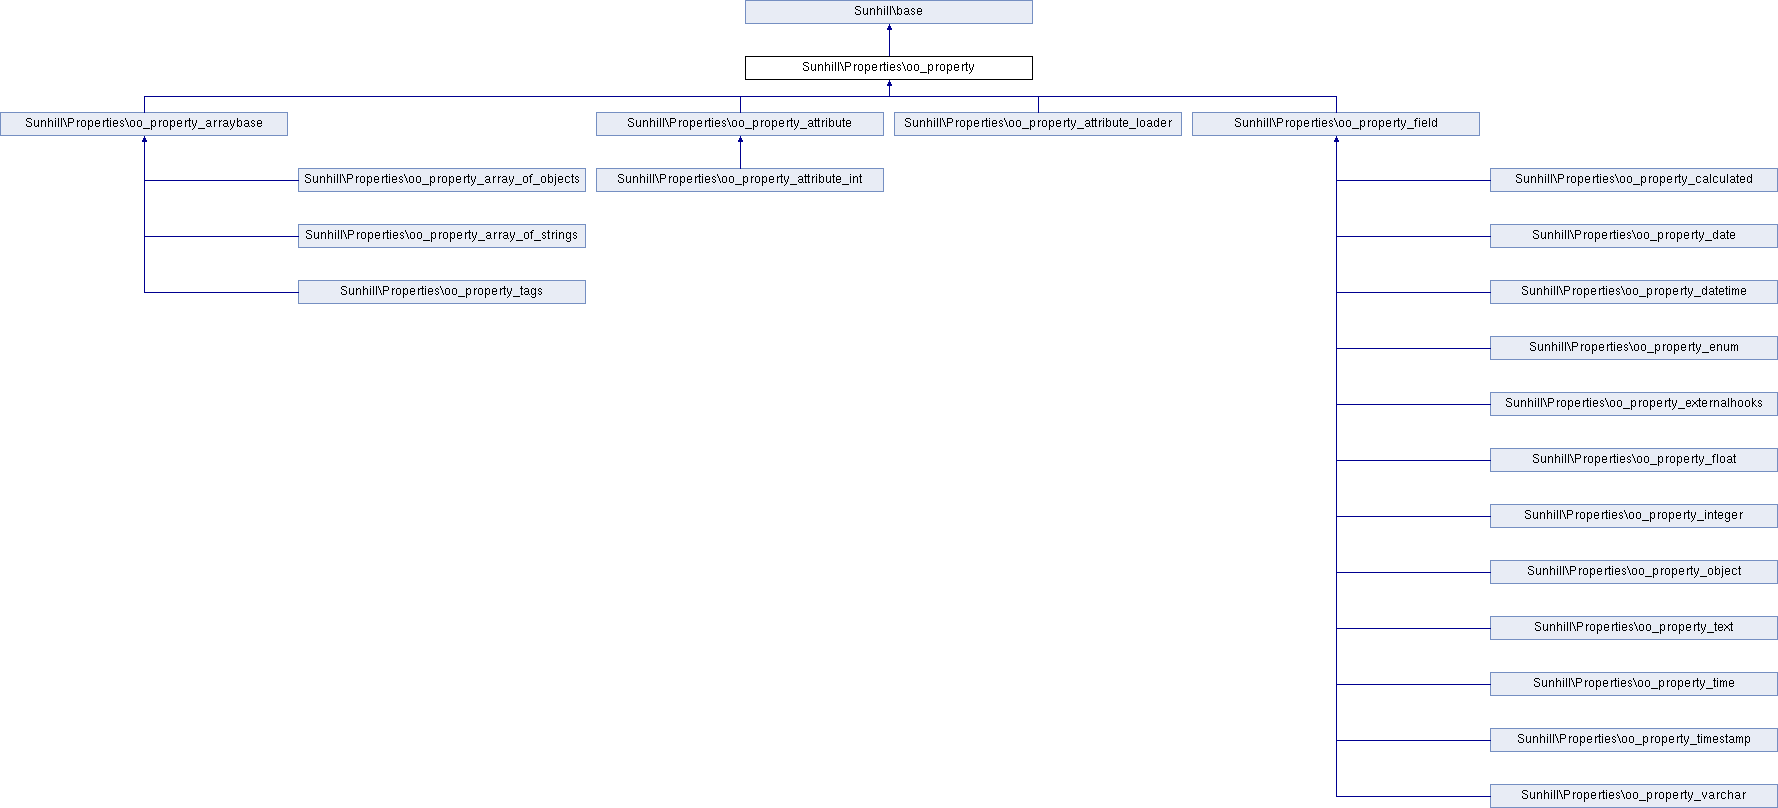 Sunhill\base
Sunhill\Properties\oo_property
Sunhill\Properties\oo_property_arraybase
Sunhill\Properties\oo_property_attribute
Sunhill\Properties\oo_property_attribute_loader
Sunhill\Properties\oo_property_field
Sunhill\Properties\oo_property_array_of_objects
Sunhill\Properties\oo_property_attribute_int
Sunhill\Properties\oo_property_calculated
Sunhill\Properties\oo_property_array_of_strings
Sunhill\Properties\oo_property_date
Sunhill\Properties\oo_property_tags
Sunhill\Properties\oo_property_datetime
Sunhill\Properties\oo_property_enum
Sunhill\Properties\oo_property_externalhooks
Sunhill\Properties\oo_property_float
Sunhill\Properties\oo_property_integer
Sunhill\Properties\oo_property_object
Sunhill\Properties\oo_property_text
Sunhill\Properties\oo_property_time
Sunhill\Properties\oo_property_timestamp
Sunhill\Properties\oo_property_varchar